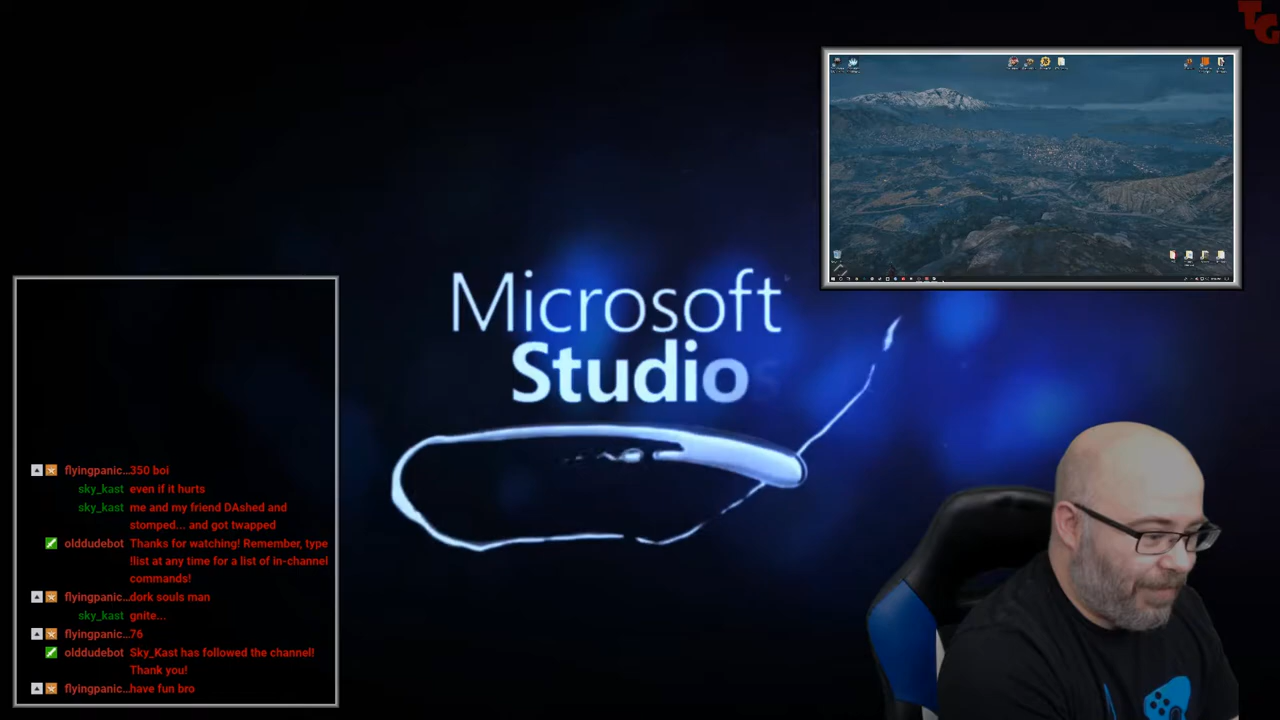 TG
Microsoft
Studios
flyingpanic...350 boi
sky_kast even if it hurts
sky_kast me and my friend DAshed and
stomped... and got twapped
olddudebot Thanks for watching! Remember, type
!list at any time for a list of in-channel
commands!
flyingpanic...dork souls man
sky_kast gnite...
flyingpanic...76
olddudebot Sky_Kast has followed the channel!
Thank you!
flyingpanic...have fun bro